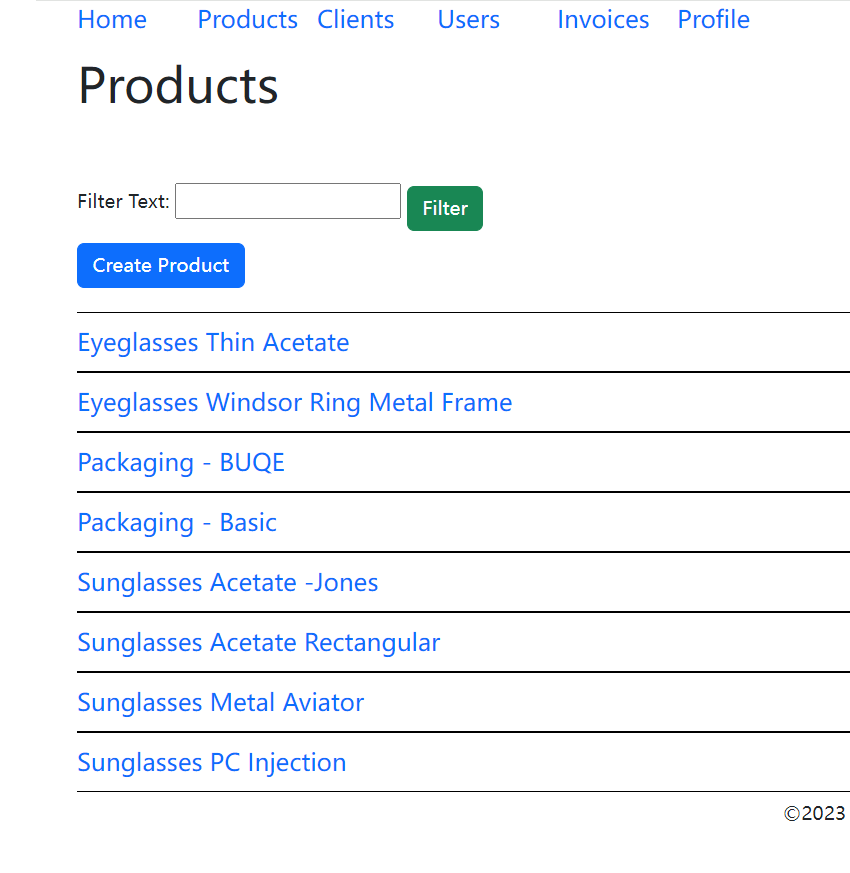 Home Products Clients Users Invoices Profile
Products
Filter Text: Filter
Create Product
Eyeglasses Thin Acetate
Eyeglasses Windsor Ring Metal Frame
Packaging - BUQE
Packaging - Basic
Sunglasses Acetate -Jones
Sunglasses Acetate Rectangular
Sunglasses Metal Aviator
Sunglasses PC Injection
©2023